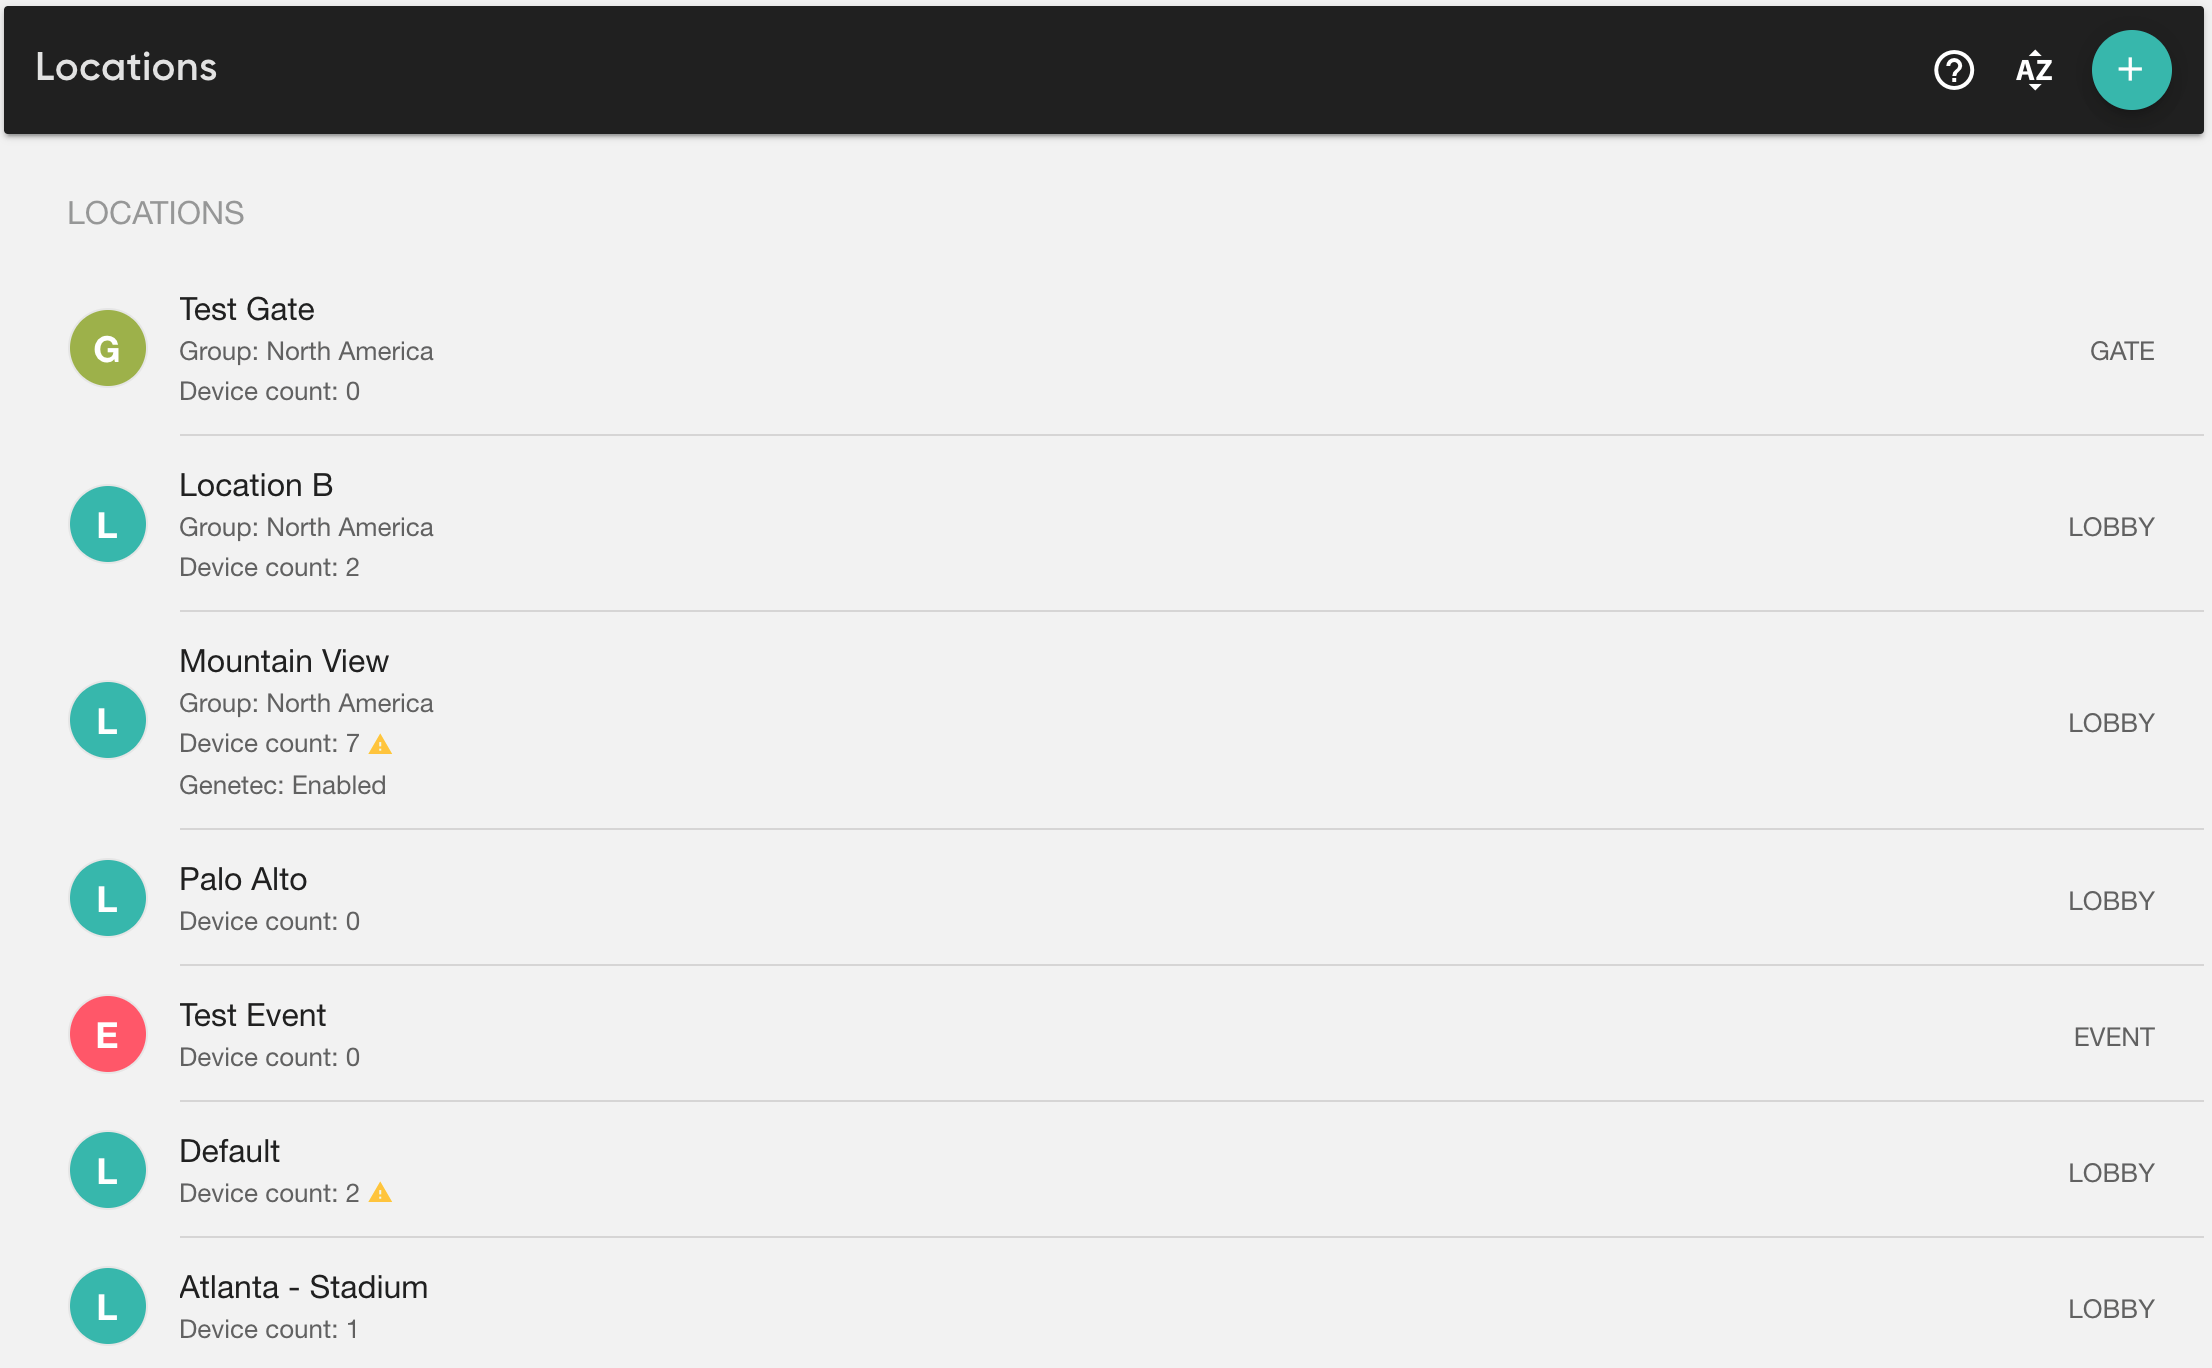 Locations
AZ
LOCATIONS
G
Test Gate
Group: North America
Device count: 0
GATE
L
Location B
Group: North America
Device count: 2
LOBBY
L
Mountain View
Group: North America
Device count: 7
Genetec: Enabled
LOBBY
L
Palo Alto
Device count: 0
LOBBY
E
Test Event
Device count: 0
EVENT
L
Default
Device count: 2
LOBBY
L
Atlanta - Stadium
Device count: 1
LOBBY